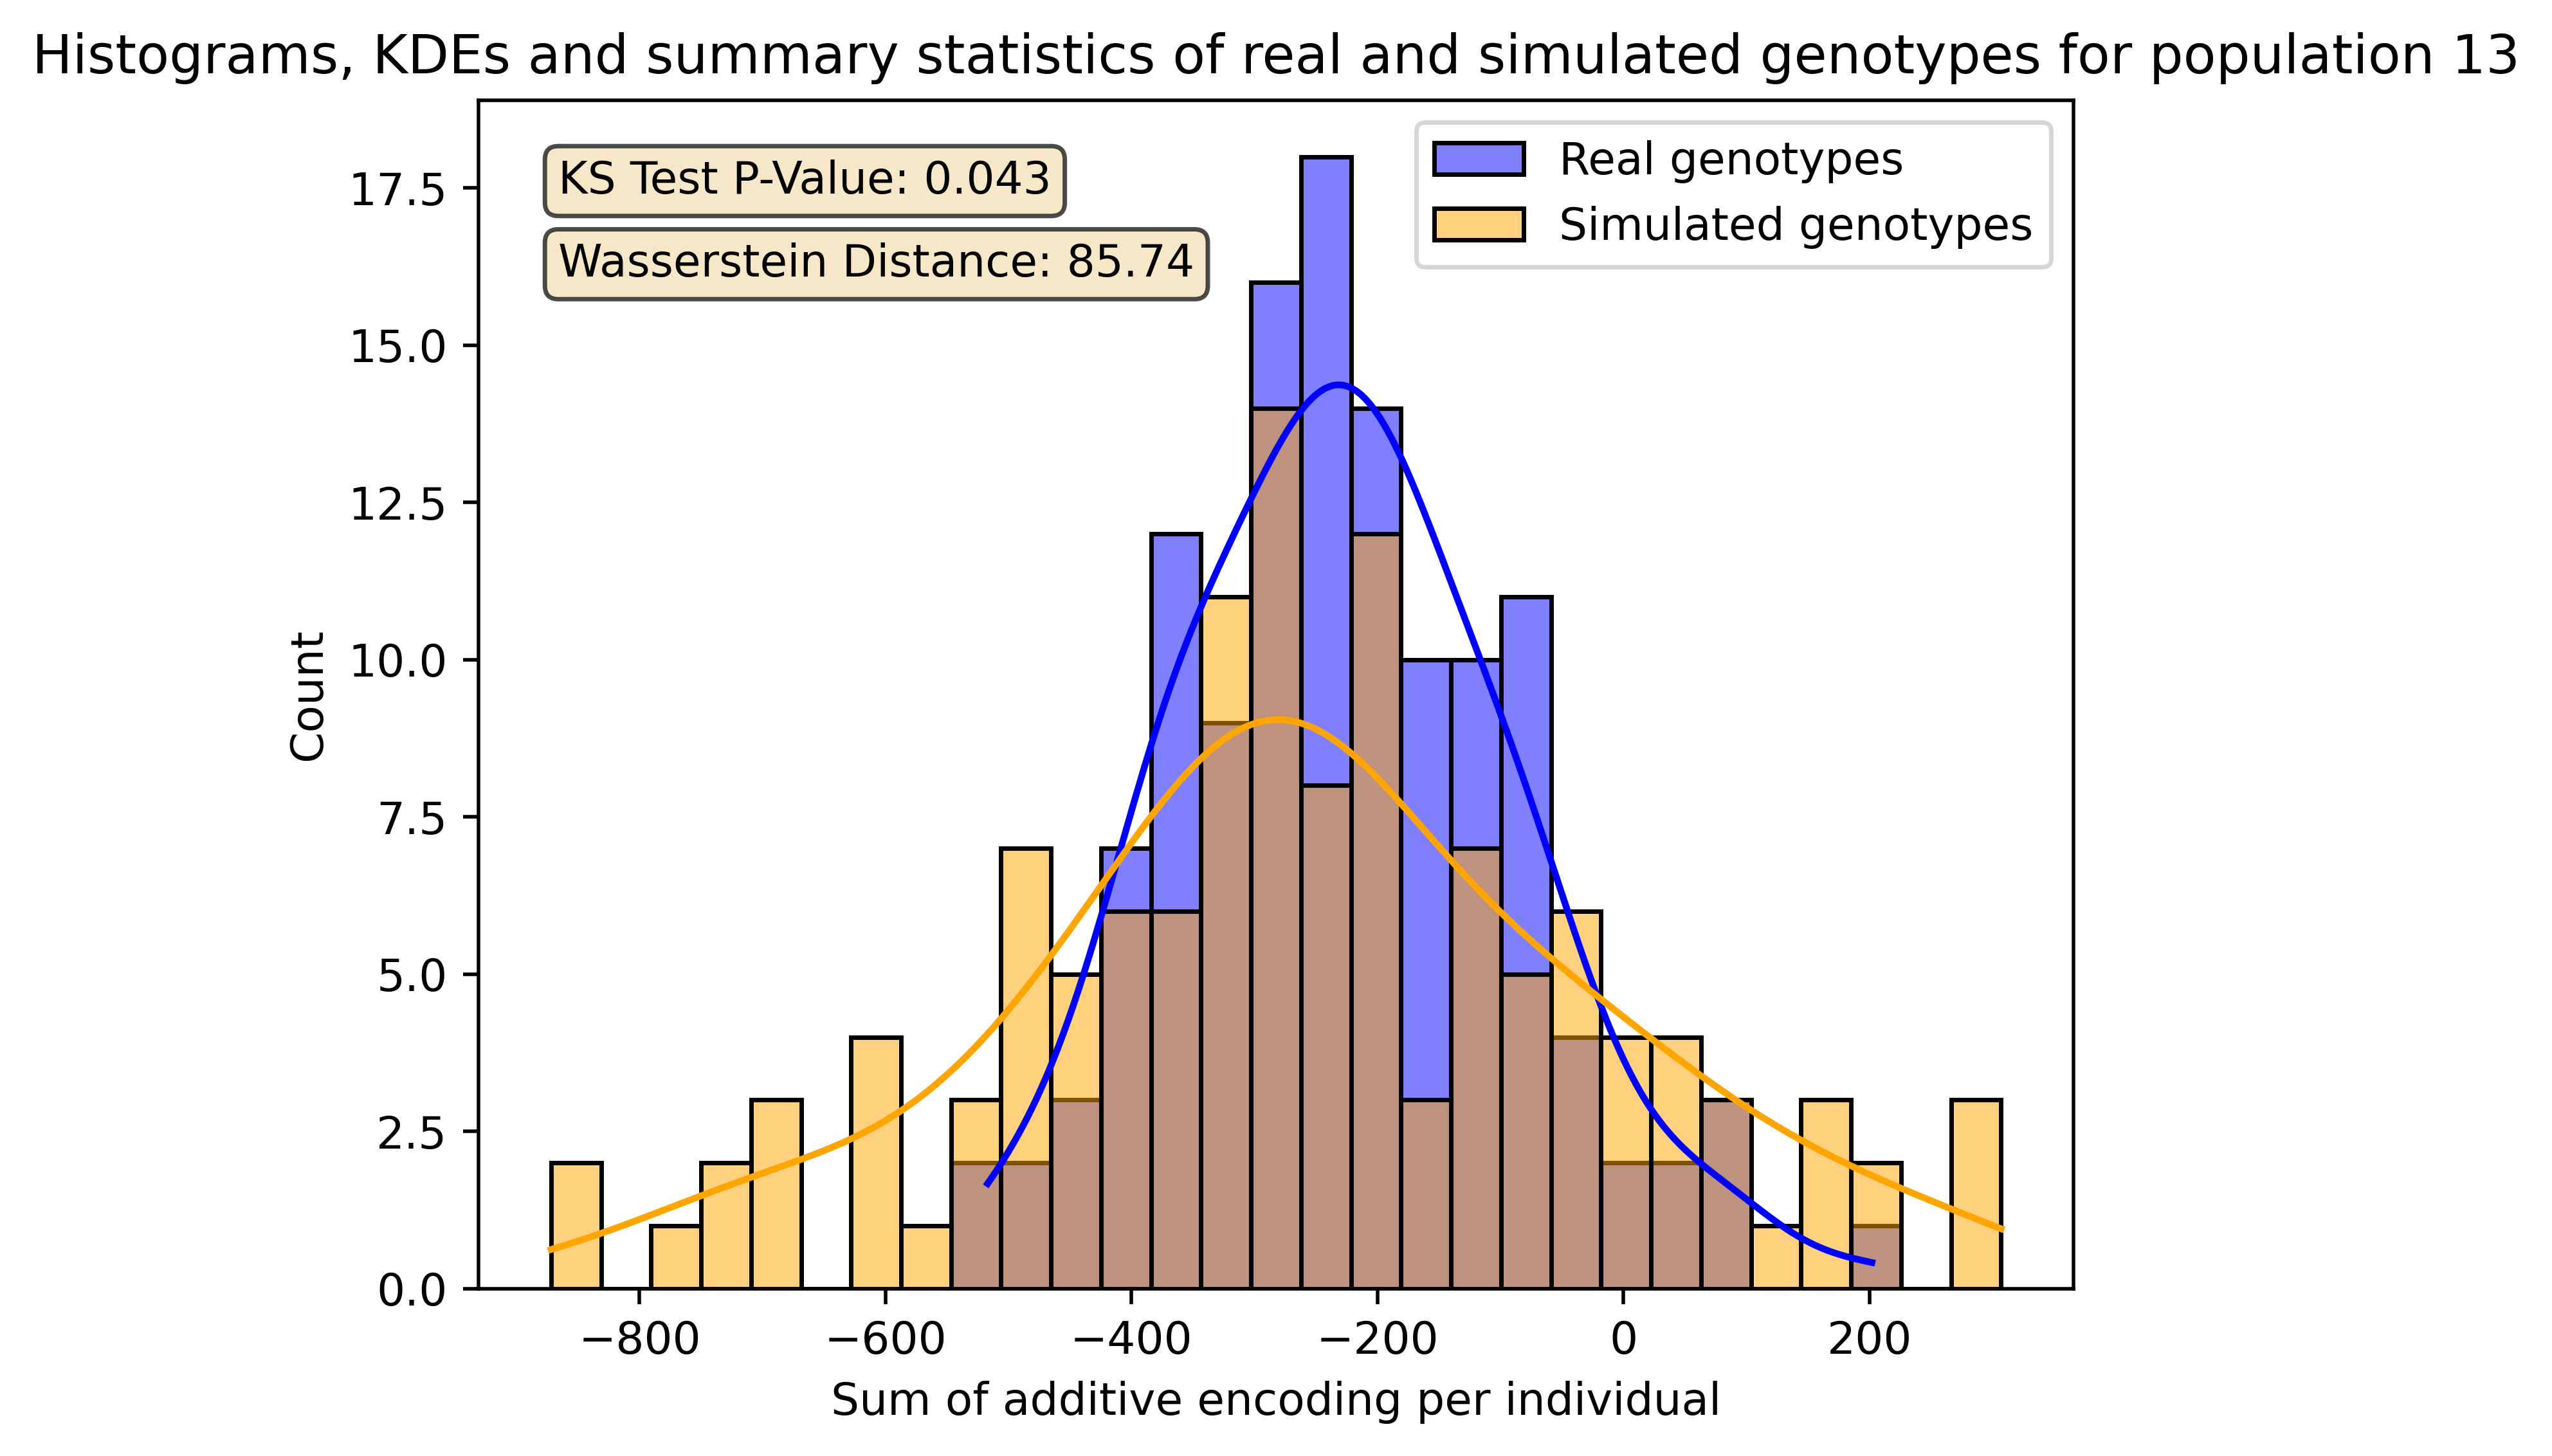 Histograms, KDEs and summary statistics of real and simulated genotypes for population 13
KS Test P-Value: 0.043
Wasserstein Distance: 85.74
Real genotypes
Simulated genotypes
17.5
15.0
12.5
10.0
7.5
5.0
2.5
0.0
Count
−800 −600 −400 −200 0 200
Sum of additive encoding per individual